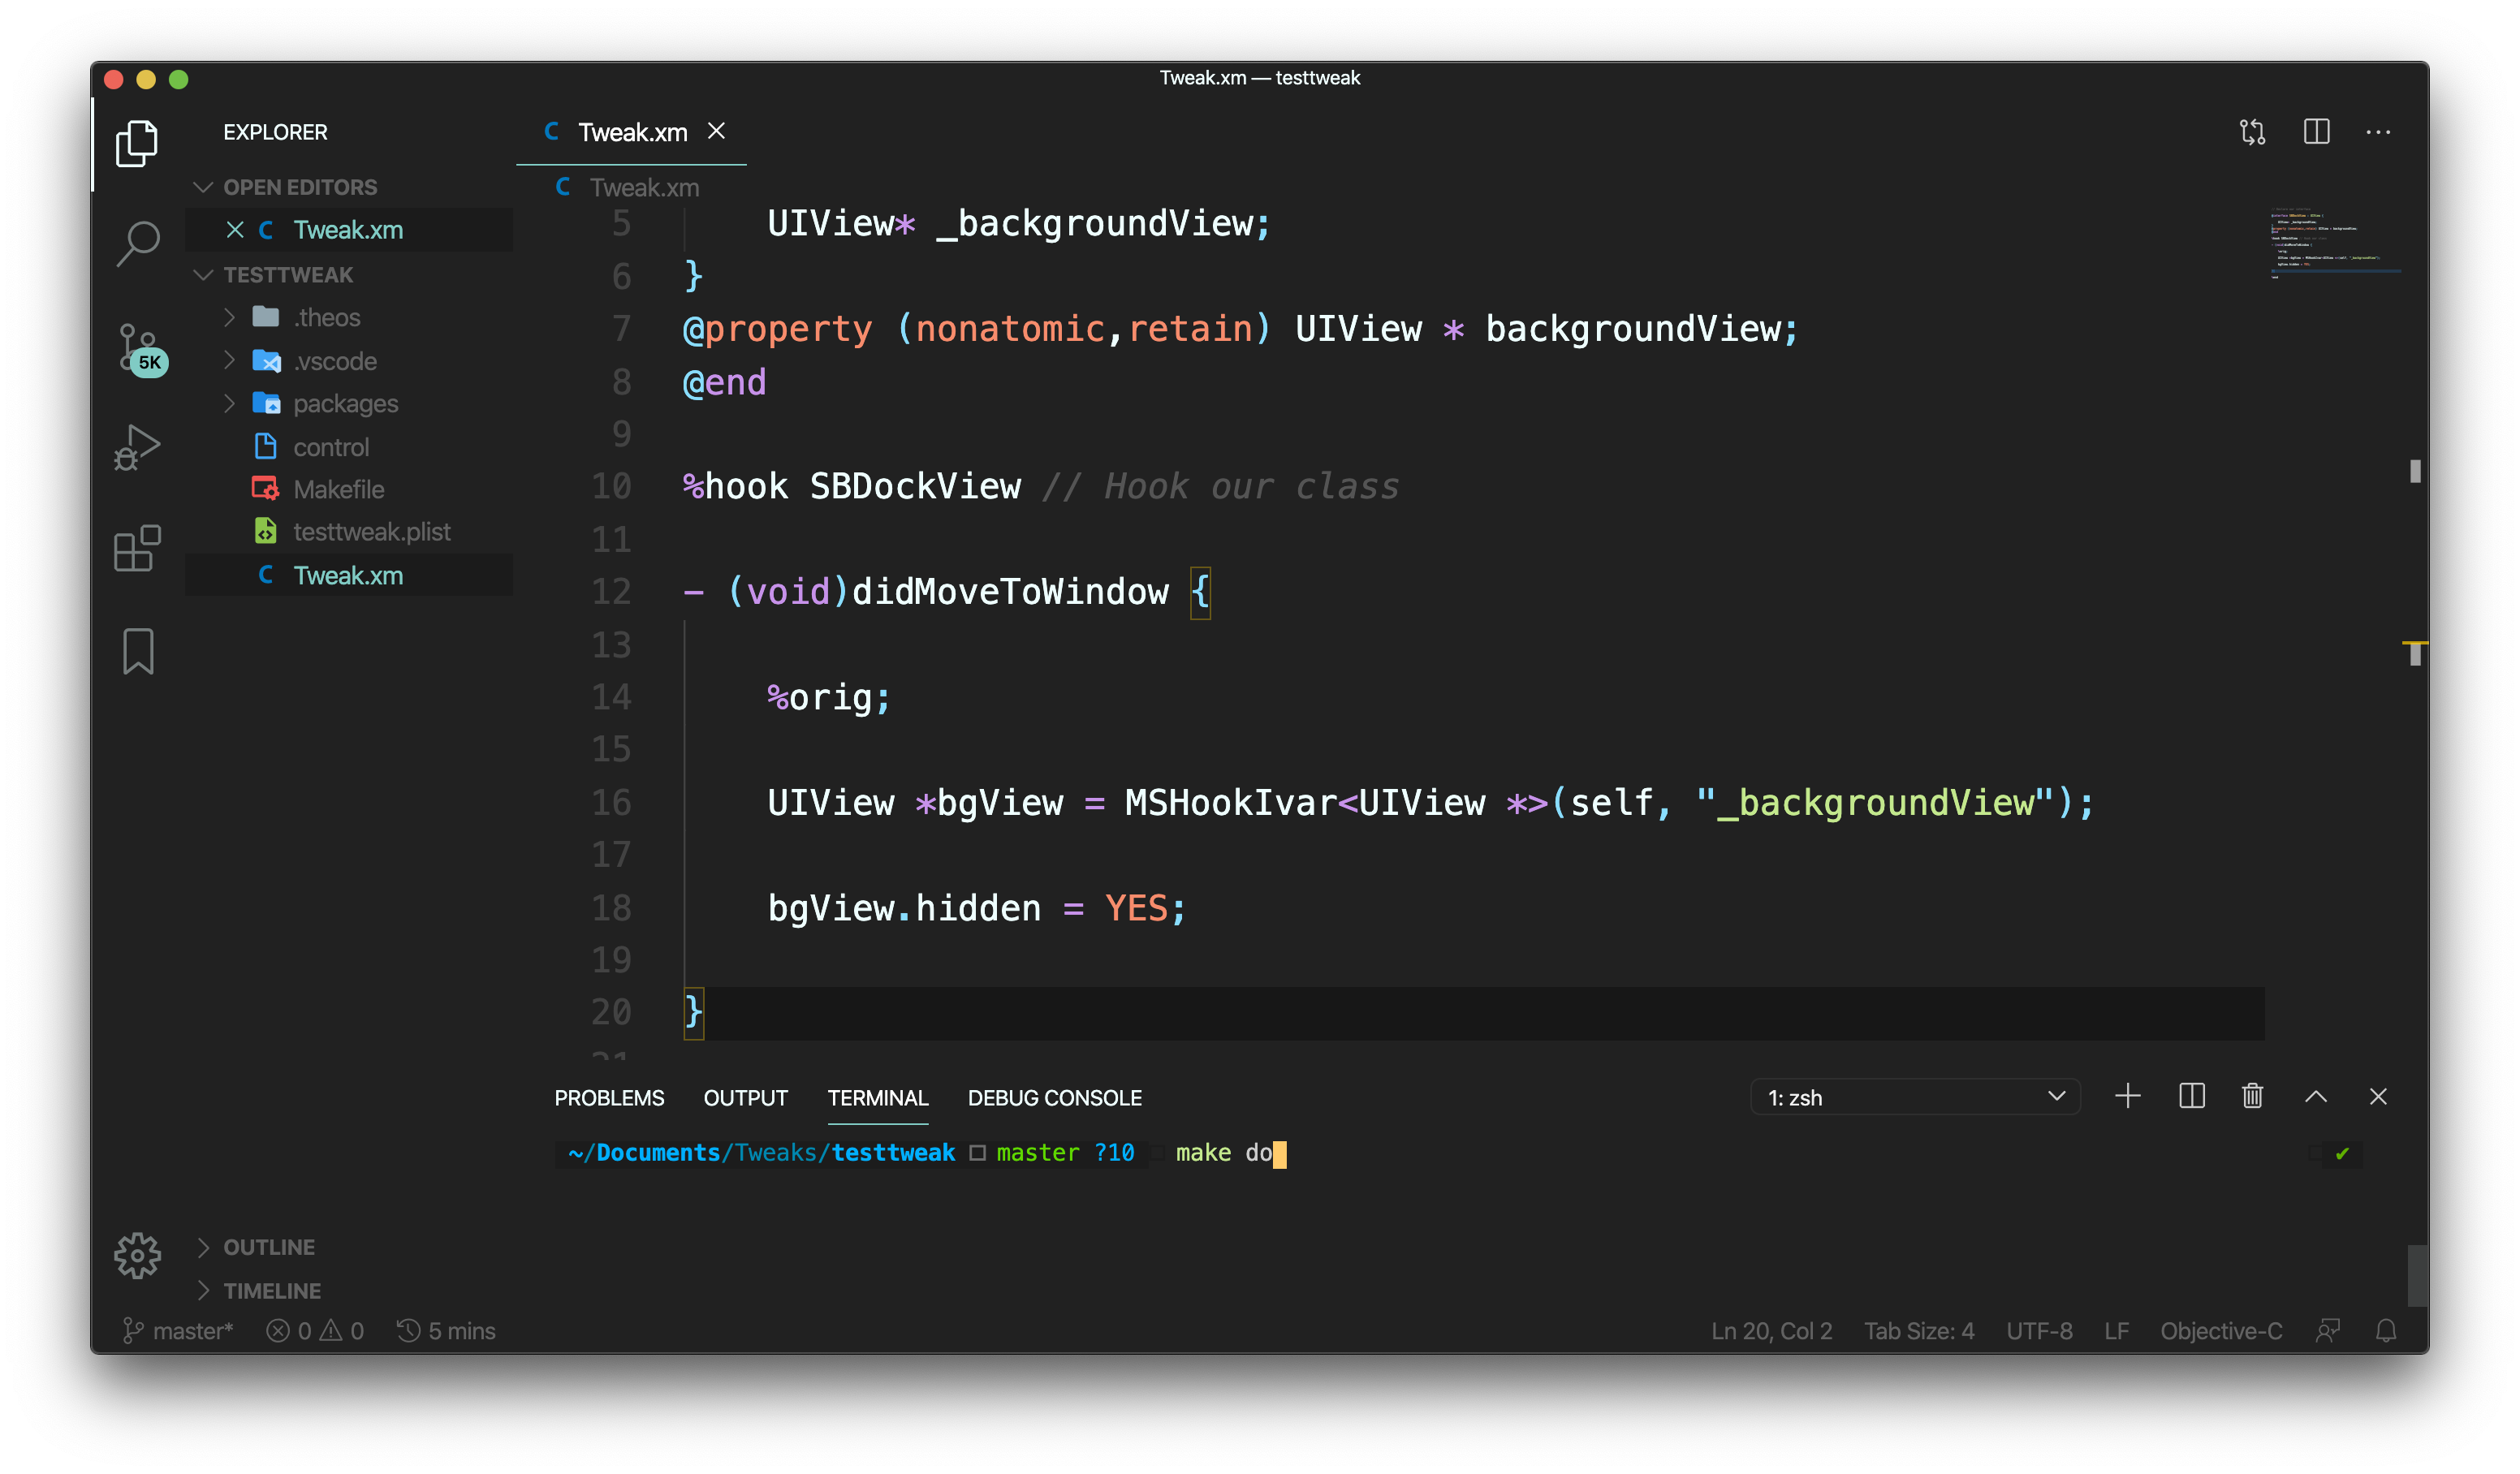 Tweak.xm — testtweak
EXPLORER
OPEN EDITORS
Tweak.xm
TESTTWEAK
.theos
.vscode
packages
control
Makefile
testtweak.plist
Tweak.xm
5K
OUTLINE
TIMELINE
Tweak.xm
Tweak.xm
5 UIView* _backgroundView;
6 }
7 @property (nonatomic,retain) UIView * backgroundView;
8 @end
9
10 %hook SBDockView // Hook our class
11
12 - (void)didMoveToWindow {
13
14 %orig;
15
16 UIView *bgView = MSHookIvar<UIView *>(self, "_backgroundView");
17
18 bgView.hidden = YES;
19
20 }
21
PROBLEMS OUTPUT TERMINAL DEBUG CONSOLE 1: zsh
~/Documents/Tweaks/testtweak master ?10 make do ✔
master* 0 0 5 mins Ln 20, Col 2 Tab Size: 4 UTF-8 LF Objective-C